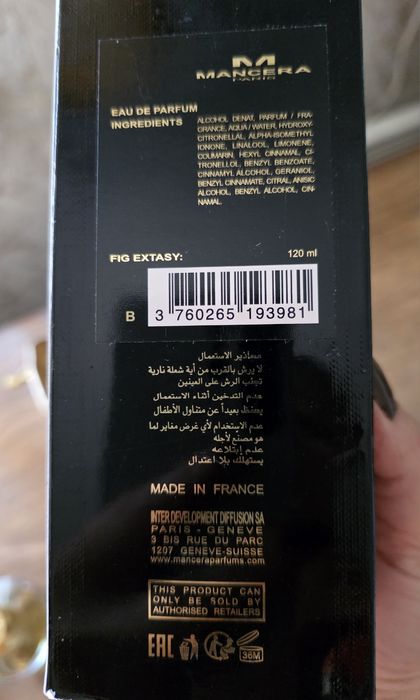 M
MANCERA
PARIS
EAU DE PARFUM
INGREDIENTS
ALCOHOL DENAT, PARFUM / FRA-
GRANCE, AQUA / WATER, HYDROXY-
CITRONELLAL, ALPHA-ISOMETHYL
IONONE, LINALOOL, LIMONENE,
COUMARIN, HEXYL CINNAMAL, CI-
TRONELLOL, BENZYL BENZOATE,
CINNAMYL ALCOHOL, GERANIOL,
BENZYL CINNAMATE, CITRAL, ANISIC
ALCOHOL, BENZYL ALCOHOL, CIN-
NAMAL.
FIG EXTASY: 120 ml
B 3 760265 193981
محاذير الاستعمال
لا يرش بالقرب من أية شعلة نارية
تجنب الرش على العينين
عدم التدخين أثناء الاستعمال
يحفظ بعيداً عن متناول الأطفال
عدم الاستخدام لأي غرض مغاير لما
هو مصنع لأجله
عدم إبتلاعه
يستهلك بلا اعتدال
MADE IN FRANCE
INTER DEVELOPMENT DIFFUSION SA
PARIS - GENEVE
3 BIS RUE DU PARC
1207 GENEVE-SUISSE
www.manceraparfums.com
THIS PRODUCT CAN
ONLY BE SOLD BY
AUTHORISED RETAILERS
EAC 36M